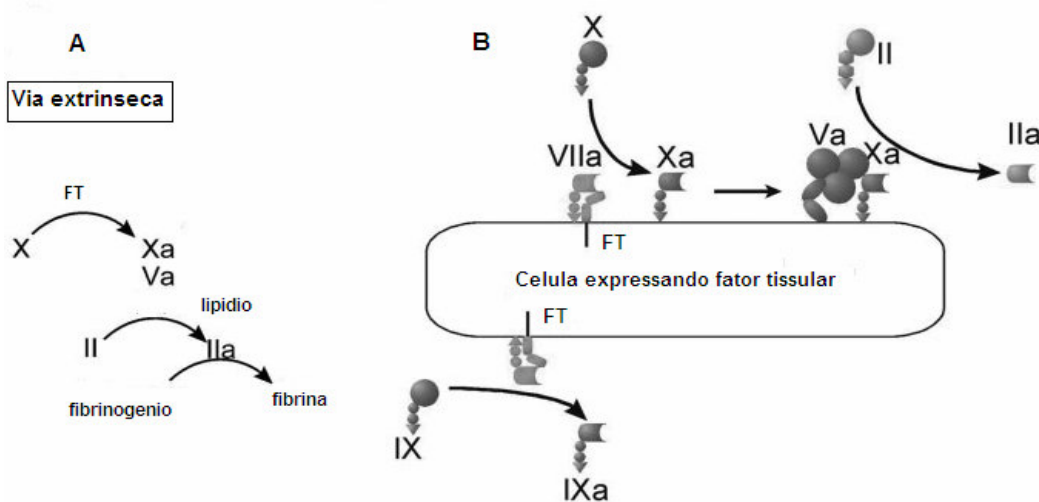 A
Via extrinseca
FT
X
Xa
Va
lipidio
II
IIa
fibrinogenio
fibrina
B
X
II
VIIa
Xa
Va
Xa
IIa
FT
Celula expressando fator tissular
FT
IX
IXa